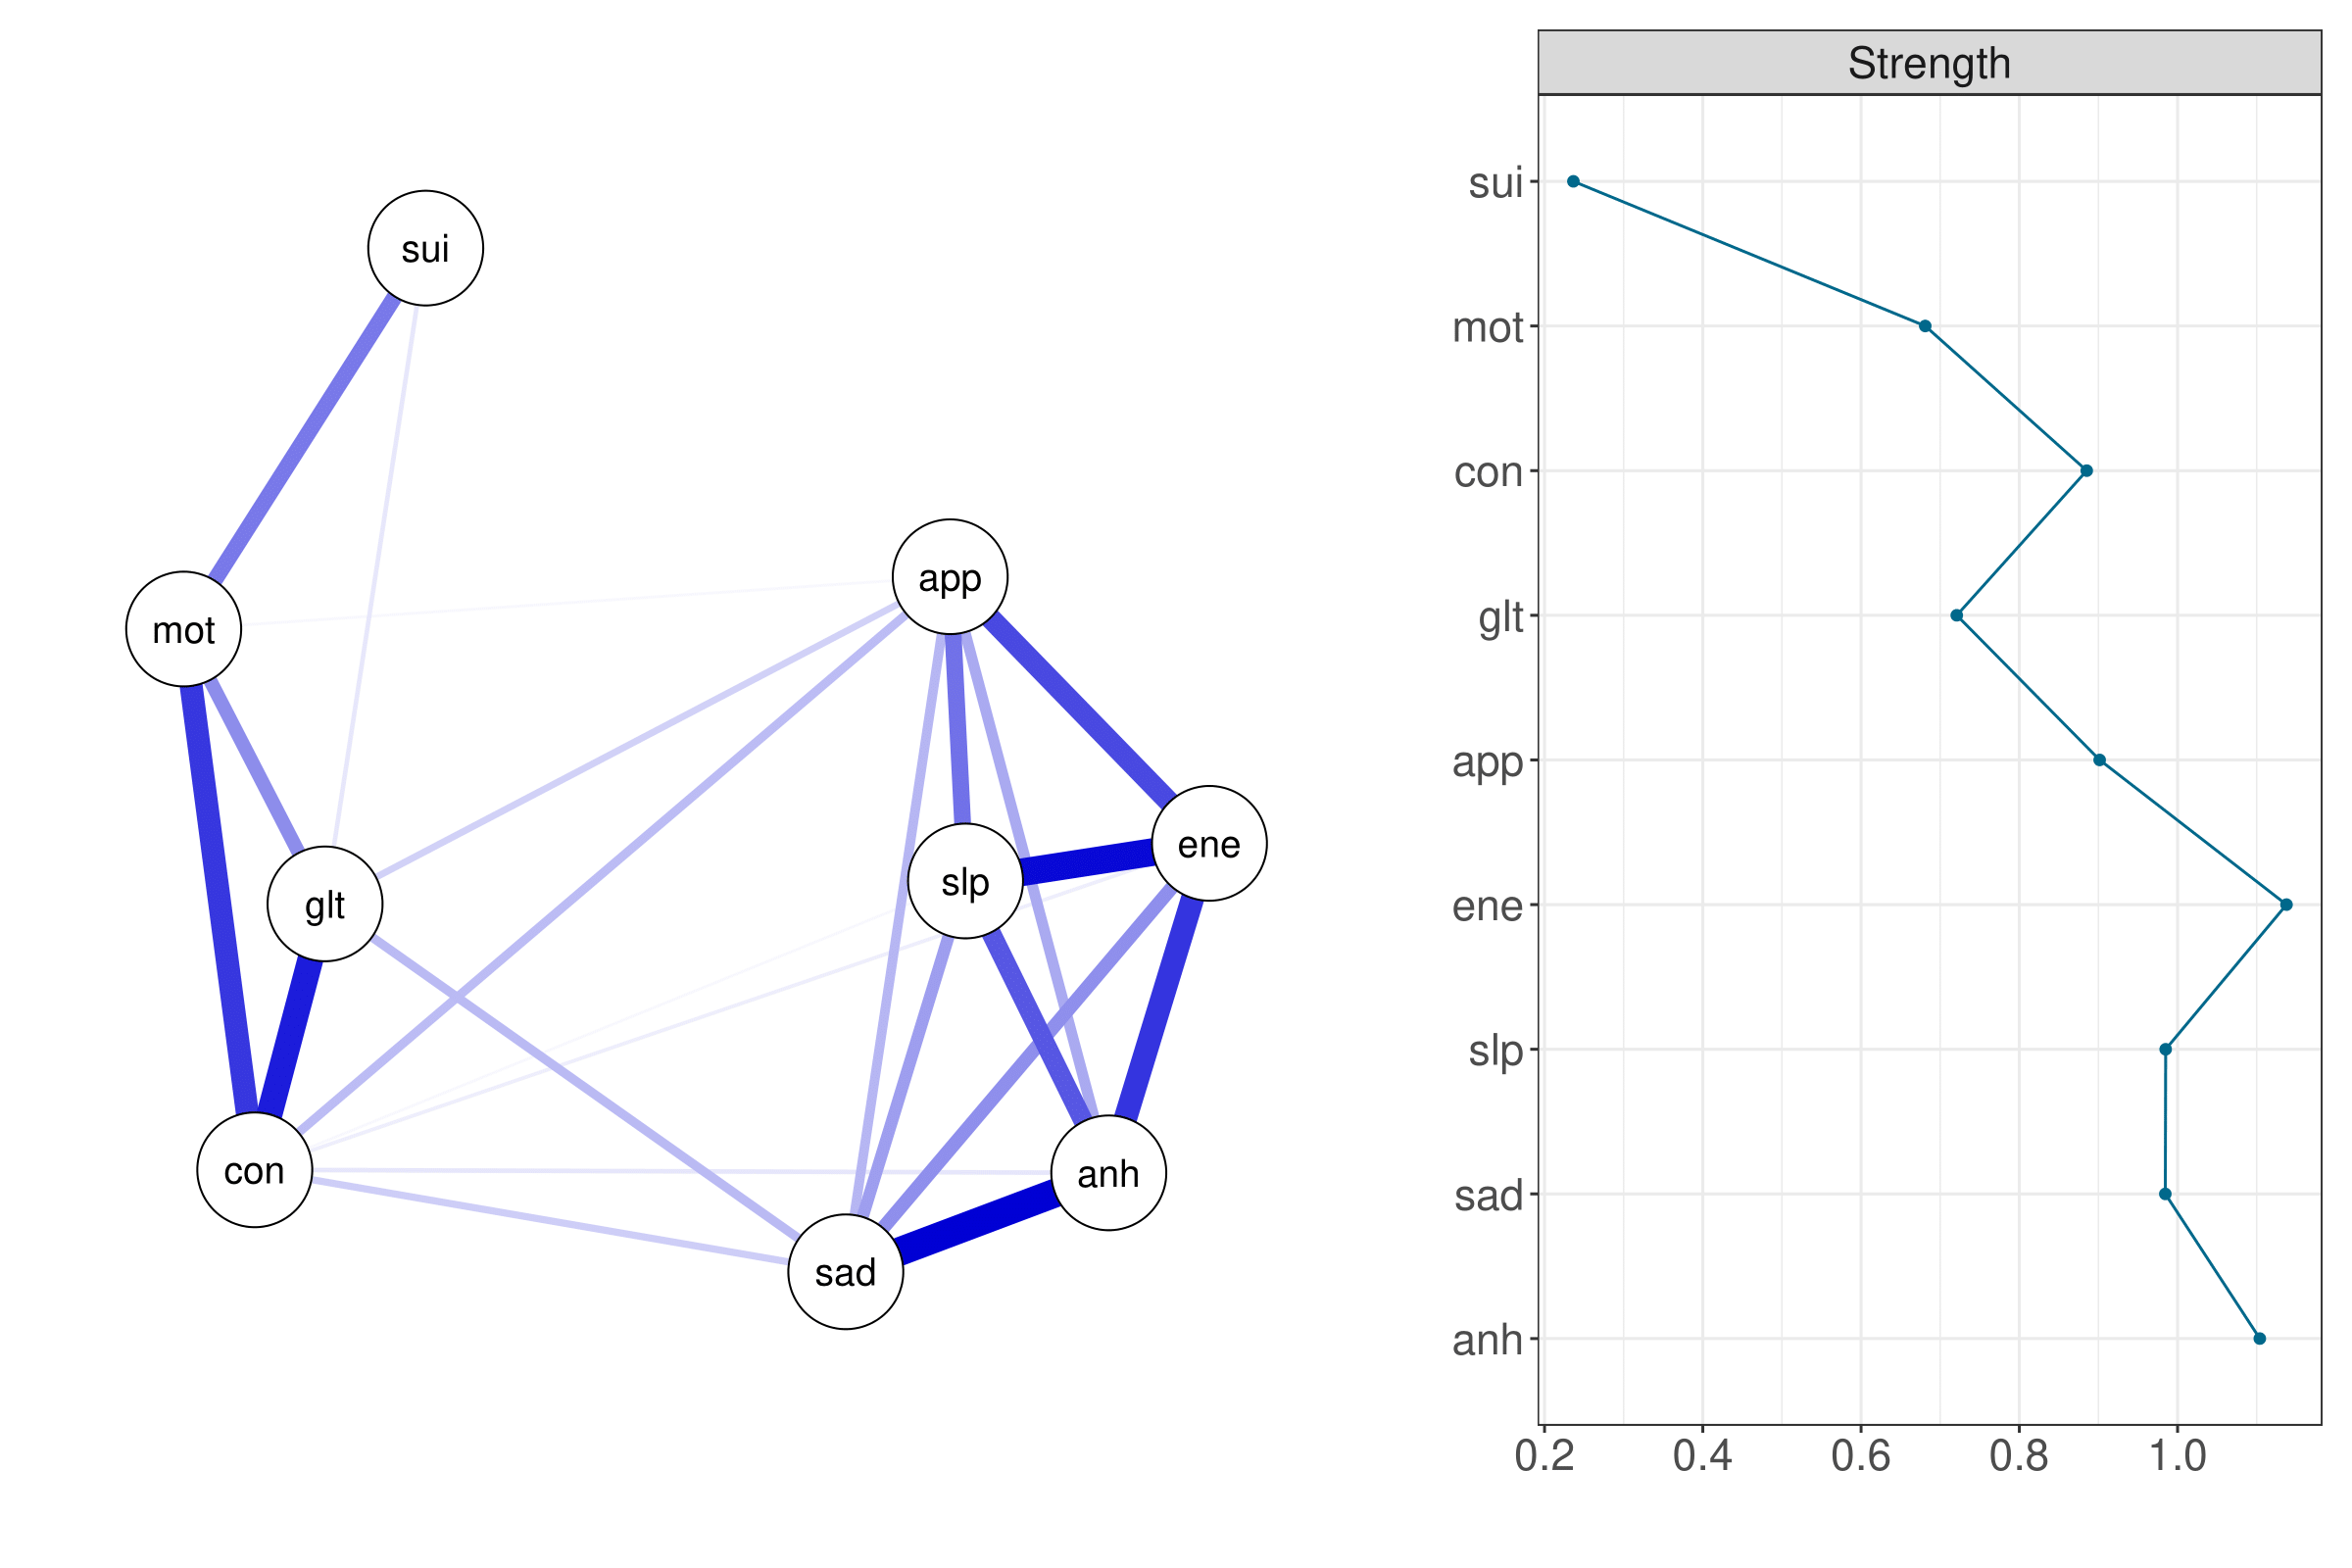 sui
mot
app
ene
slp
glt
con
anh
sad
Strength
sui
mot
con
glt
app
ene
slp
sad
anh
0.2 0.4 0.6 0.8 1.0